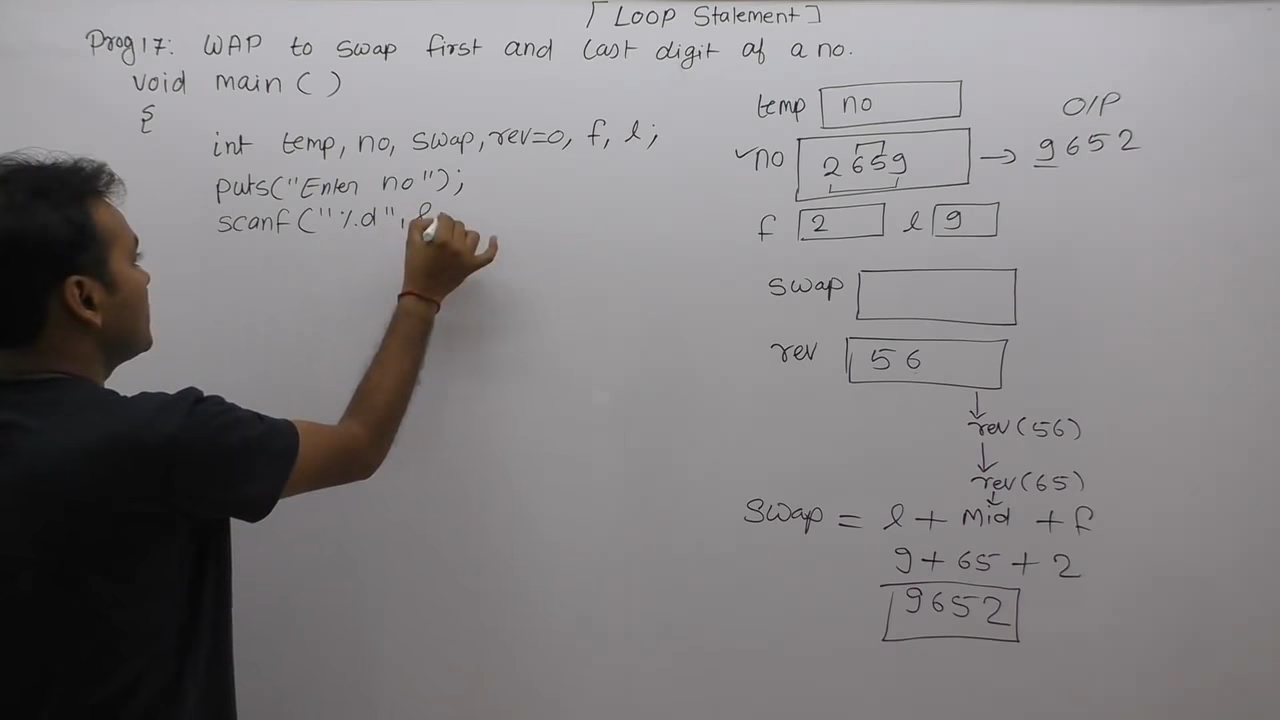 [Loop Statement]
Prog 17: WAP to swap first and last digit of a no.
void main ( )
{
int temp, no, swap, rev=0, f, l;
puts("Enter no");
scanf ("%d", &
temp no
no 2659 → 9652
O/P
f 2 l 9
swap
rev 56
↓
rev (56)
↓
rev (65)
↓
swap = l + Mid + f
9 + 65 + 2
9652